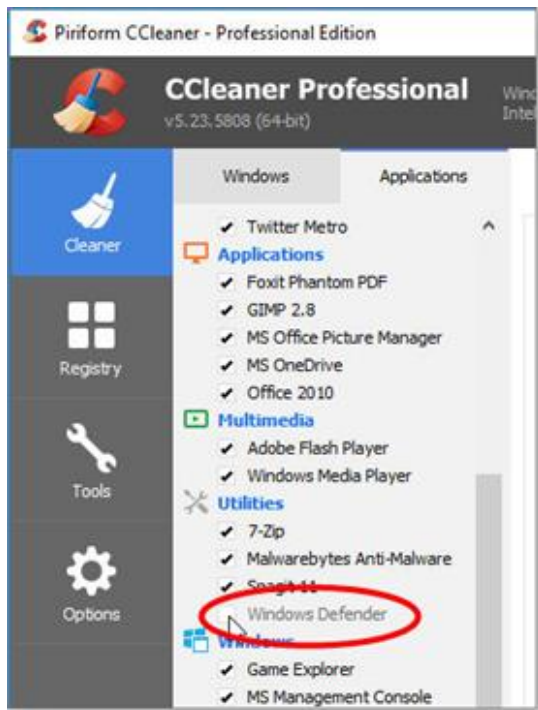 Piriform CCleaner - Professional Edition
CCleaner Professional
v5.23.5808 (64-bit)
Wind
Intel
Cleaner
Registry
Tools
Options
Windows Applications
Twitter Metro
Applications
Foxit Phantom PDF
GIMP 2.8
MS Office Picture Manager
MS OneDrive
Office 2010
Multimedia
Adobe Flash Player
Windows Media Player
Utilities
7-Zip
Malwarebytes Anti-Malware
Snagit 11
Windows Defender
Windows
Game Explorer
MS Management Console